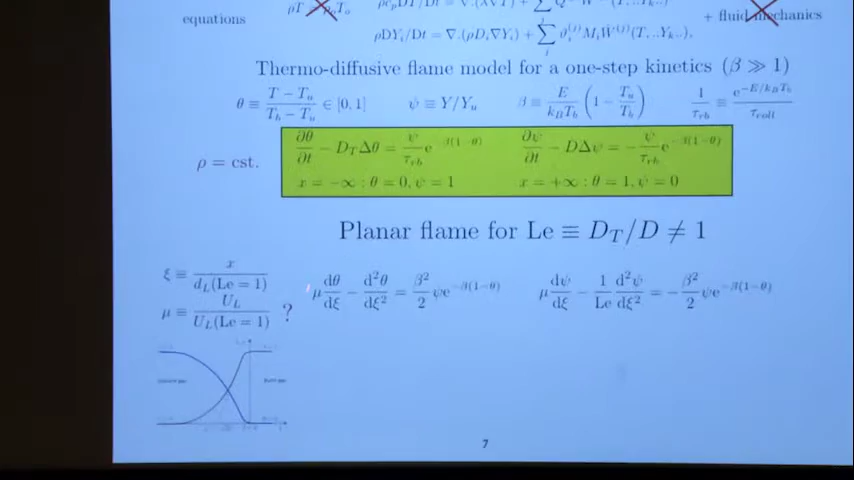 equations
+ fluid mechanics
ρDY_i/Dt = ∇.(ρD_i∇Y_i) + ∑_j ϑ_i^(j) M_i Ẇ^(j)(T, ..Y_k..),
Thermo-diffusive flame model for a one-step kinetics (β ≫ 1)
θ ≡ (T − T_u)/(T_b − T_u) ∈ [0,1] ψ ≡ Y/Y_u β ≡ E/(k_B T_b) (1 − T_u/T_b) 1/τ_rb ≡ e^(−E/k_B T_b)/τ_coll
ρ = cst.
∂θ/∂t − D_T Δθ = (ψ/τ_rb) e^(−β(1−θ)) ∂ψ/∂t − DΔψ = −(ψ/τ_rb) e^(−β(1−θ))
x = −∞ : θ = 0, ψ = 1 x = +∞ : θ = 1, ψ = 0
Planar flame for Le ≡ D_T/D ≠ 1
ξ ≡ x/d_L(Le = 1)
μ ≡ U_L/U_L(Le = 1) ?
μ dθ/dξ − d²θ/dξ² = (β²/2) ψe^(−β(1−θ)) μ dψ/dξ − (1/Le) d²ψ/dξ² = −(β²/2) ψe^(−β(1−θ))
7